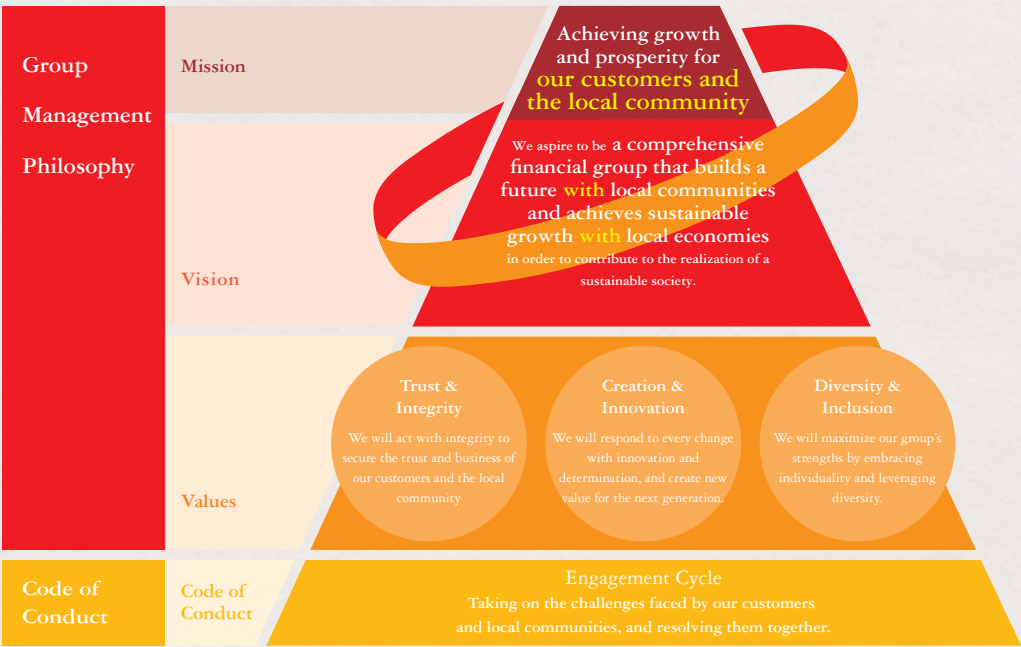 Group
Management
Philosophy
Mission
Achieving growth
and prosperity for
our customers and
the local community
Vision
We aspire to be a comprehensive
financial group that builds a
future with local communities
and achieves sustainable
growth with local economies
in order to contribute to the realization of a
sustainable society.
Values
Trust &
Integrity
We will act with integrity to
secure the trust and business of
our customers and the local
community
Creation &
Innovation
We will respond to every change
with innovation and
determination, and create new
value for the next generation.
Diversity &
Inclusion
We will maximize our group's
strengths by embracing
individuality and leveraging
diversity.
Code of
Conduct
Code of
Conduct
Engagement Cycle
Taking on the challenges faced by our customers
and local communities, and resolving them together.